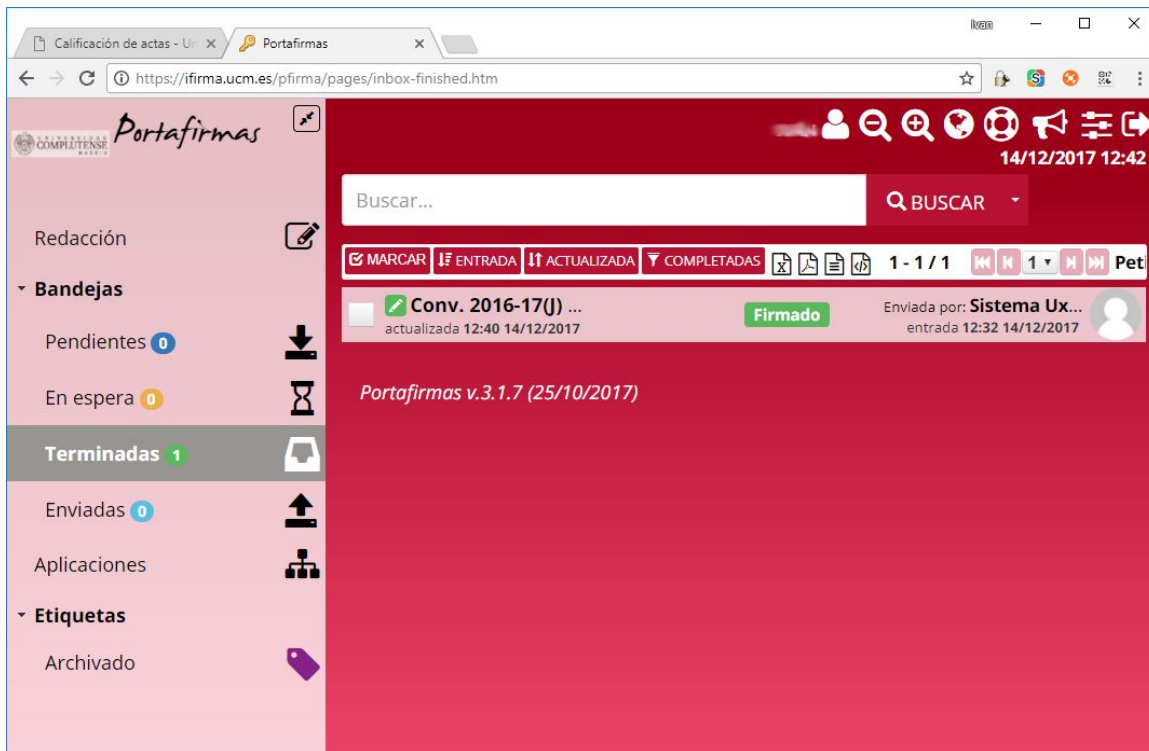 Ivan
Calificación de actas - Un
Portafirmas
https://ifirma.ucm.es/pfirma/pages/inbox-finished.htm
UNIVERSIDAD
COMPLUTENSE
MADRID
Portafirmas
14/12/2017 12:42
Buscar...
BUSCAR
Redacción
MARCAR ENTRADA ACTUALIZADA COMPLETADAS 1 - 1 / 1 1 Peti
Bandejas
Conv. 2016-17(J) ...
Firmado
Enviada por: Sistema Ux...
actualizada 12:40 14/12/2017
entrada 12:32 14/12/2017
Pendientes 0
En espera 0
Portafirmas v.3.1.7 (25/10/2017)
Terminadas 1
Enviadas 0
Aplicaciones
Etiquetas
Archivado